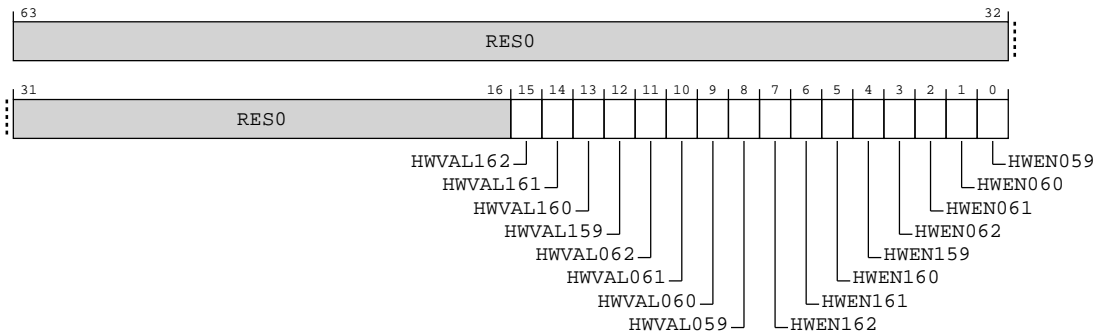 63 32
RES0
31 16 15 14 13 12 11 10 9 8 7 6 5 4 3 2 1 0
RES0
HWVAL162 HWEN059
HWVAL161 HWEN060
HWVAL160 HWEN061
HWVAL159 HWEN062
HWVAL062 HWEN159
HWVAL061 HWEN160
HWVAL060 HWEN161
HWVAL059 HWEN162